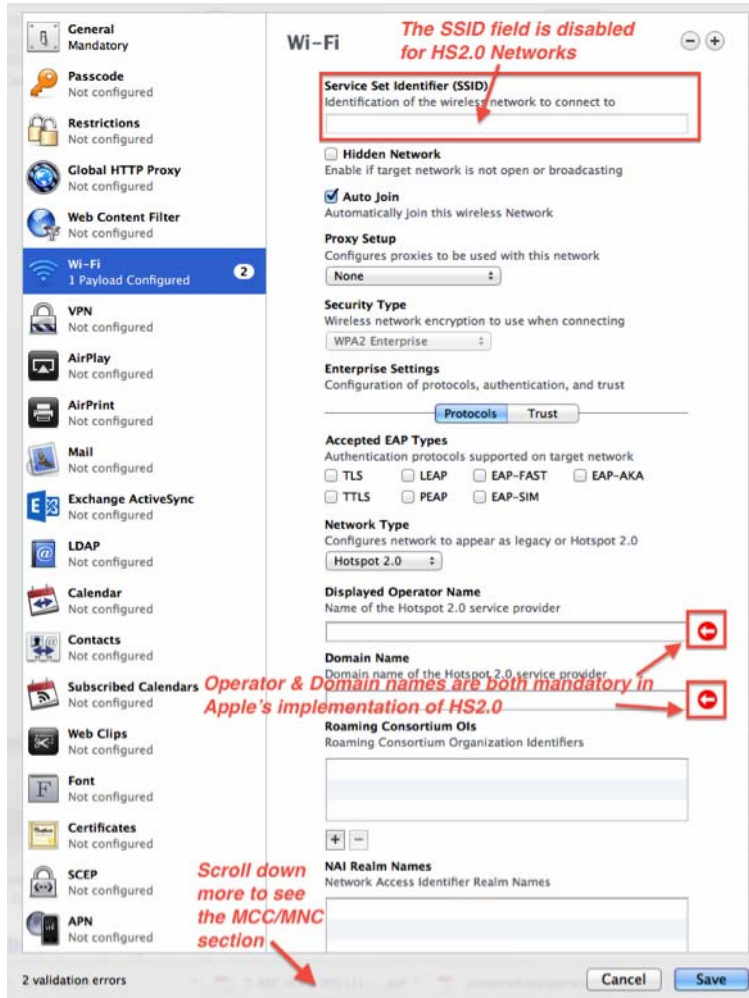 General
Mandatory
Passcode
Not configured
Restrictions
Not configured
Global HTTP Proxy
Not configured
Web Content Filter
Not configured
Wi-Fi
1 Payload Configured
2
VPN
Not configured
AirPlay
Not configured
AirPrint
Not configured
Mail
Not configured
Exchange ActiveSync
Not configured
LDAP
Not configured
Calendar
Not configured
Contacts
Not configured
Subscribed Calendars
Not configured
Web Clips
Not configured
Font
Not configured
Certificates
Not configured
SCEP
Not configured
APN
Not configured
Wi-Fi
The SSID field is disabled
for HS2.0 Networks
Service Set Identifier (SSID)
Identification of the wireless network to connect to
Hidden Network
Enable if target network is not open or broadcasting
Auto Join
Automatically join this wireless Network
Proxy Setup
Configures proxies to be used with this network
None
Security Type
Wireless network encryption to use when connecting
WPA2 Enterprise
Enterprise Settings
Configuration of protocols, authentication, and trust
Protocols Trust
Accepted EAP Types
Authentication protocols supported on target network
TLS LEAP EAP-FAST EAP-AKA
TTLS PEAP EAP-SIM
Network Type
Configures network to appear as legacy or Hotspot 2.0
Hotspot 2.0
Displayed Operator Name
Name of the Hotspot 2.0 service provider
Domain Name
Domain name of the Hotspot 2.0 service provider
Operator & Domain names are both mandatory in
Apple's implementation of HS2.0
Roaming Consortium OIs
Roaming Consortium Organization Identifiers
NAI Realm Names
Network Access Identifier Realm Names
Scroll down
more to see
the MCC/MNC
section
2 validation errors
Cancel Save